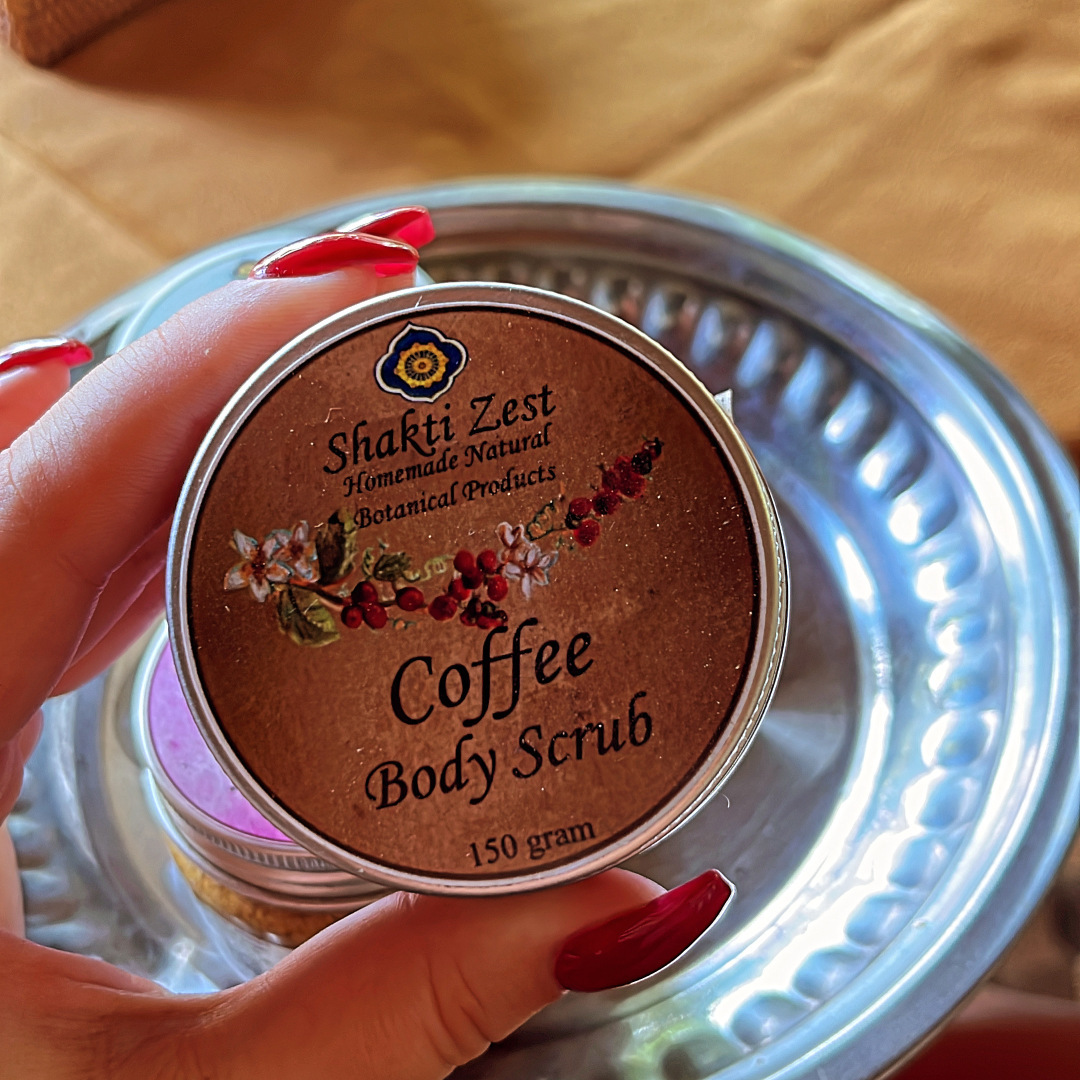 Shakti Zest
Homemade Natural
Botanical Products
Coffee
Body Scrub
150 gram